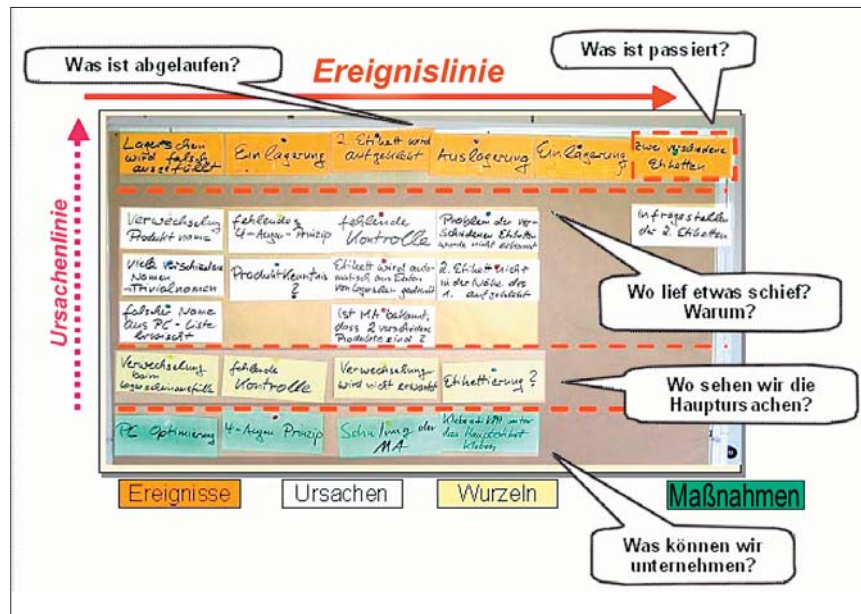 Was ist abgelaufen?
Was ist passiert?
Ereignislinie
Ursachenlinie
Lagerschein
wird falsch
ausgefüllt
Einlagerung
2. Etikett wird
aufgeklebt
Auslagerung
Einlagerung
zwei verschiedene
Etiketten
Verwechselung
Produktname
fehlendes
4-Augen-Prinzip
fehlende
Kontrolle
Problem der ver-
schiedenen Etiketten
wurde nicht erkannt
Infragestellen
der 2. Etiketten
Viele verschiedene
Namen
→Trivialnamen
Produktkenntnis
?
Etikett wird auto-
matisch aus Daten
von Lagerschein gedruckt
2. Etikett nicht
in der Nähe des
1. aufgeklebt
Wo lief etwas schief?
Warum?
falscher Name
aus PC-Liste
erwischt
Ist MA bekannt,
dass 2 verschiedene
Produkte sind?
Verwechselung
beim
fehlende
Kontrolle
Verwechselung
wird nicht
Etikettierung?
Wo sehen wir die
Hauptursachen?
PC Optimierung
4-Augen Prinzip
Schulung der
MA
unter
das Hauptetikett
kleben
Ereignisse
Ursachen
Wurzeln
Maßnahmen
Was können wir
unternehmen?